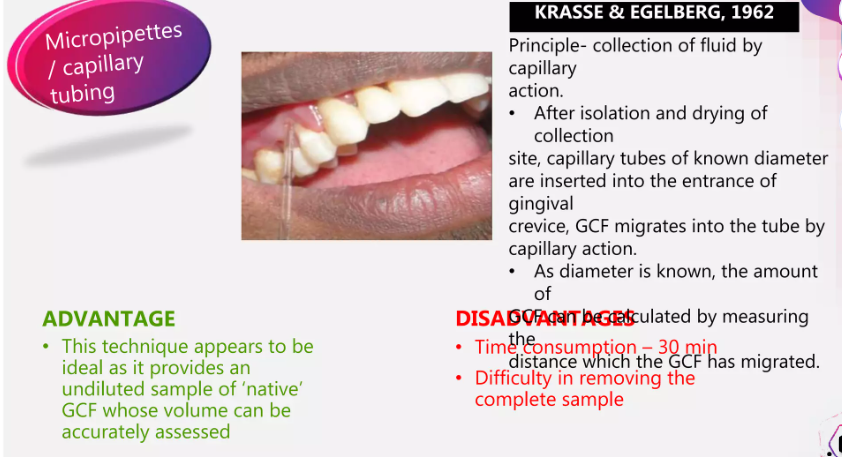 Micropipettes
/ capillary
tubing
KRASSE & EGELBERG, 1962
Principle- collection of fluid by
capillary
action.
• After isolation and drying of
collection
site, capillary tubes of known diameter
are inserted into the entrance of
gingival
crevice, GCF migrates into the tube by
capillary action.
• As diameter is known, the amount
of
GCF can be calculated by measuring
the
distance which the GCF has migrated.
ADVANTAGE
• This technique appears to be
ideal as it provides an
undiluted sample of ‘native’
GCF whose volume can be
accurately assessed
DISADVANTAGES
• Time consumption – 30 min
• Difficulty in removing the
complete sample